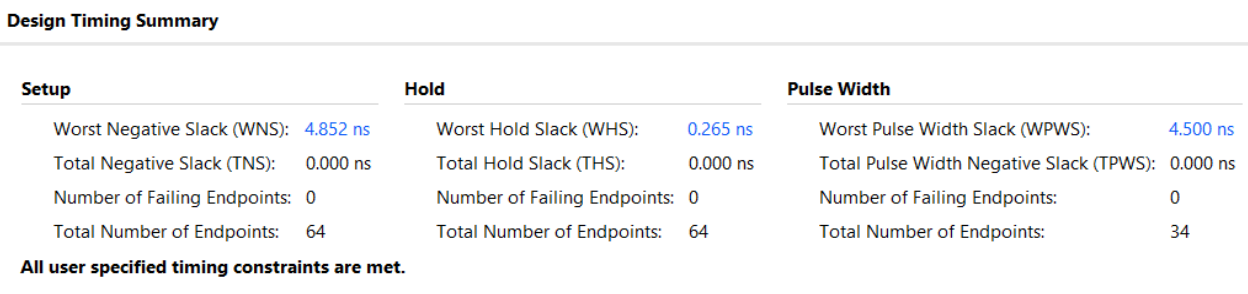 Design Timing Summary
Setup Hold Pulse Width
Worst Negative Slack (WNS): 4.852 ns Worst Hold Slack (WHS): 0.265 ns Worst Pulse Width Slack (WPWS): 4.500 ns
Total Negative Slack (TNS): 0.000 ns Total Hold Slack (THS): 0.000 ns Total Pulse Width Negative Slack (TPWS): 0.000 ns
Number of Failing Endpoints: 0 Number of Failing Endpoints: 0 Number of Failing Endpoints: 0
Total Number of Endpoints: 64 Total Number of Endpoints: 64 Total Number of Endpoints: 34
All user specified timing constraints are met.